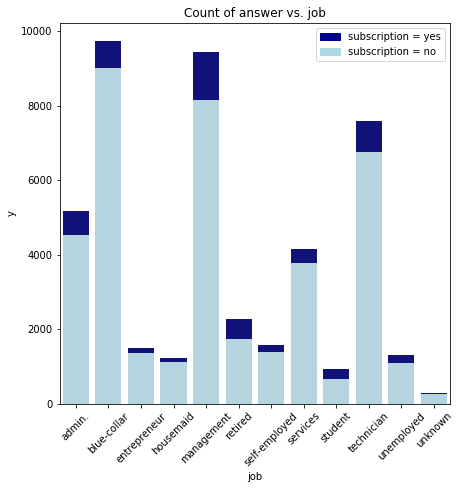 Count of answer vs. job
subscription = yes
subscription = no
10000
8000
6000
4000
2000
0
y
admin.
blue-collar
entrepreneur
housemaid
management
retired
self-employed
services
student
technician
unemployed
unknown
job